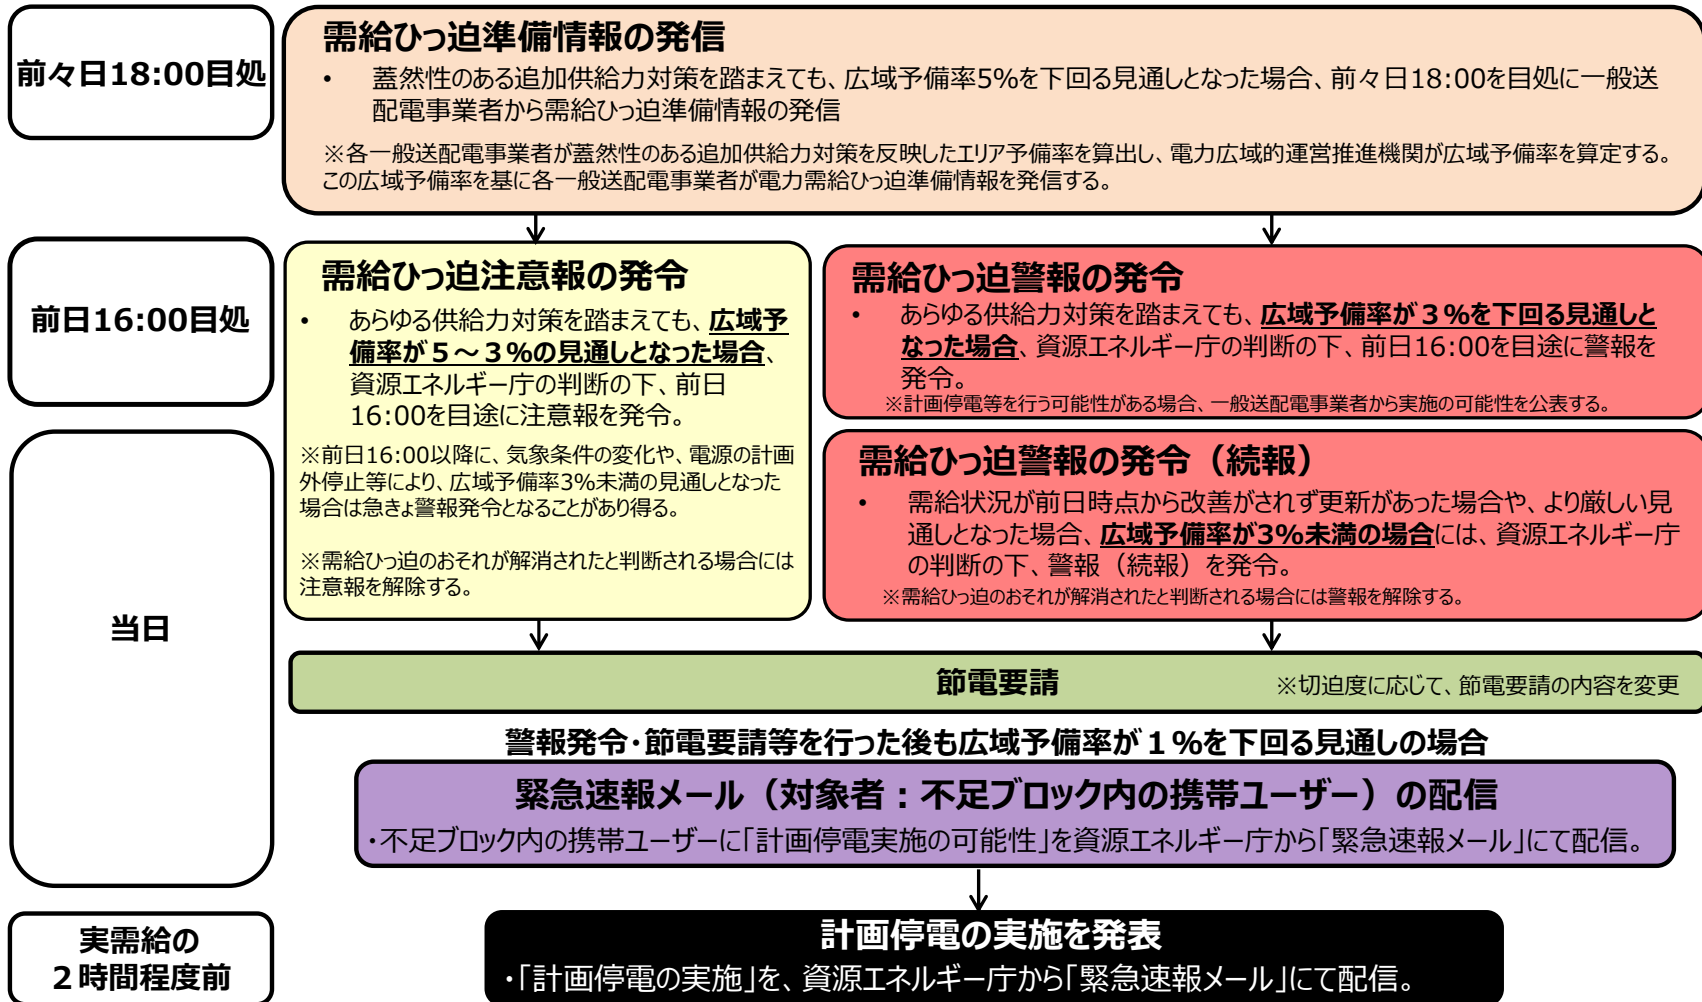 前々日18:00目処
需給ひっ迫準備情報の発信
• 蓋然性のある追加供給力対策を踏まえても、広域予備率5%を下回る見通しとなった場合、前々日18:00を目処に一般送
配電事業者から需給ひっ迫準備情報の発信
※各一般送配電事業者が蓋然性のある追加供給力対策を反映したエリア予備率を算出し、電力広域的運営推進機関が広域予備率を算定する。
この広域予備率を基に各一般送配電事業者が電力需給ひっ迫準備情報を発信する。
前日16:00目処
需給ひっ迫注意報の発令
• あらゆる供給力対策を踏まえても、広域予
備率が５～３%の見通しとなった場合、
資源エネルギー庁の判断の下、前日
16:00を目途に注意報を発令。
※前日16:00以降に、気象条件の変化や、電源の計画
外停止等により、広域予備率3%未満の見通しとなった
場合は急きょ警報発令となることがあり得る。
※需給ひっ迫のおそれが解消されたと判断される場合には
注意報を解除する。
需給ひっ迫警報の発令
• あらゆる供給力対策を踏まえても、広域予備率が３%を下回る見通しと
なった場合、資源エネルギー庁の判断の下、前日16:00を目途に警報を
発令。
※計画停電等を行う可能性がある場合、一般送配電事業者から実施の可能性を公表する。
当日
需給ひっ迫警報の発令（続報）
• 需給状況が前日時点から改善がされず更新があった場合や、より厳しい見
通しとなった場合、広域予備率が3%未満の場合には、資源エネルギー庁
の判断の下、警報（続報）を発令。
※需給ひっ迫のおそれが解消されたと判断される場合には警報を解除する。
節電要請 ※切迫度に応じて、節電要請の内容を変更
警報発令・節電要請等を行った後も広域予備率が１%を下回る見通しの場合
緊急速報メール（対象者：不足ブロック内の携帯ユーザー）の配信
・不足ブロック内の携帯ユーザーに「計画停電実施の可能性」を資源エネルギー庁から「緊急速報メール」にて配信。
実需給の
２時間程度前
計画停電の実施を発表
・「計画停電の実施」を、資源エネルギー庁から「緊急速報メール」にて配信。